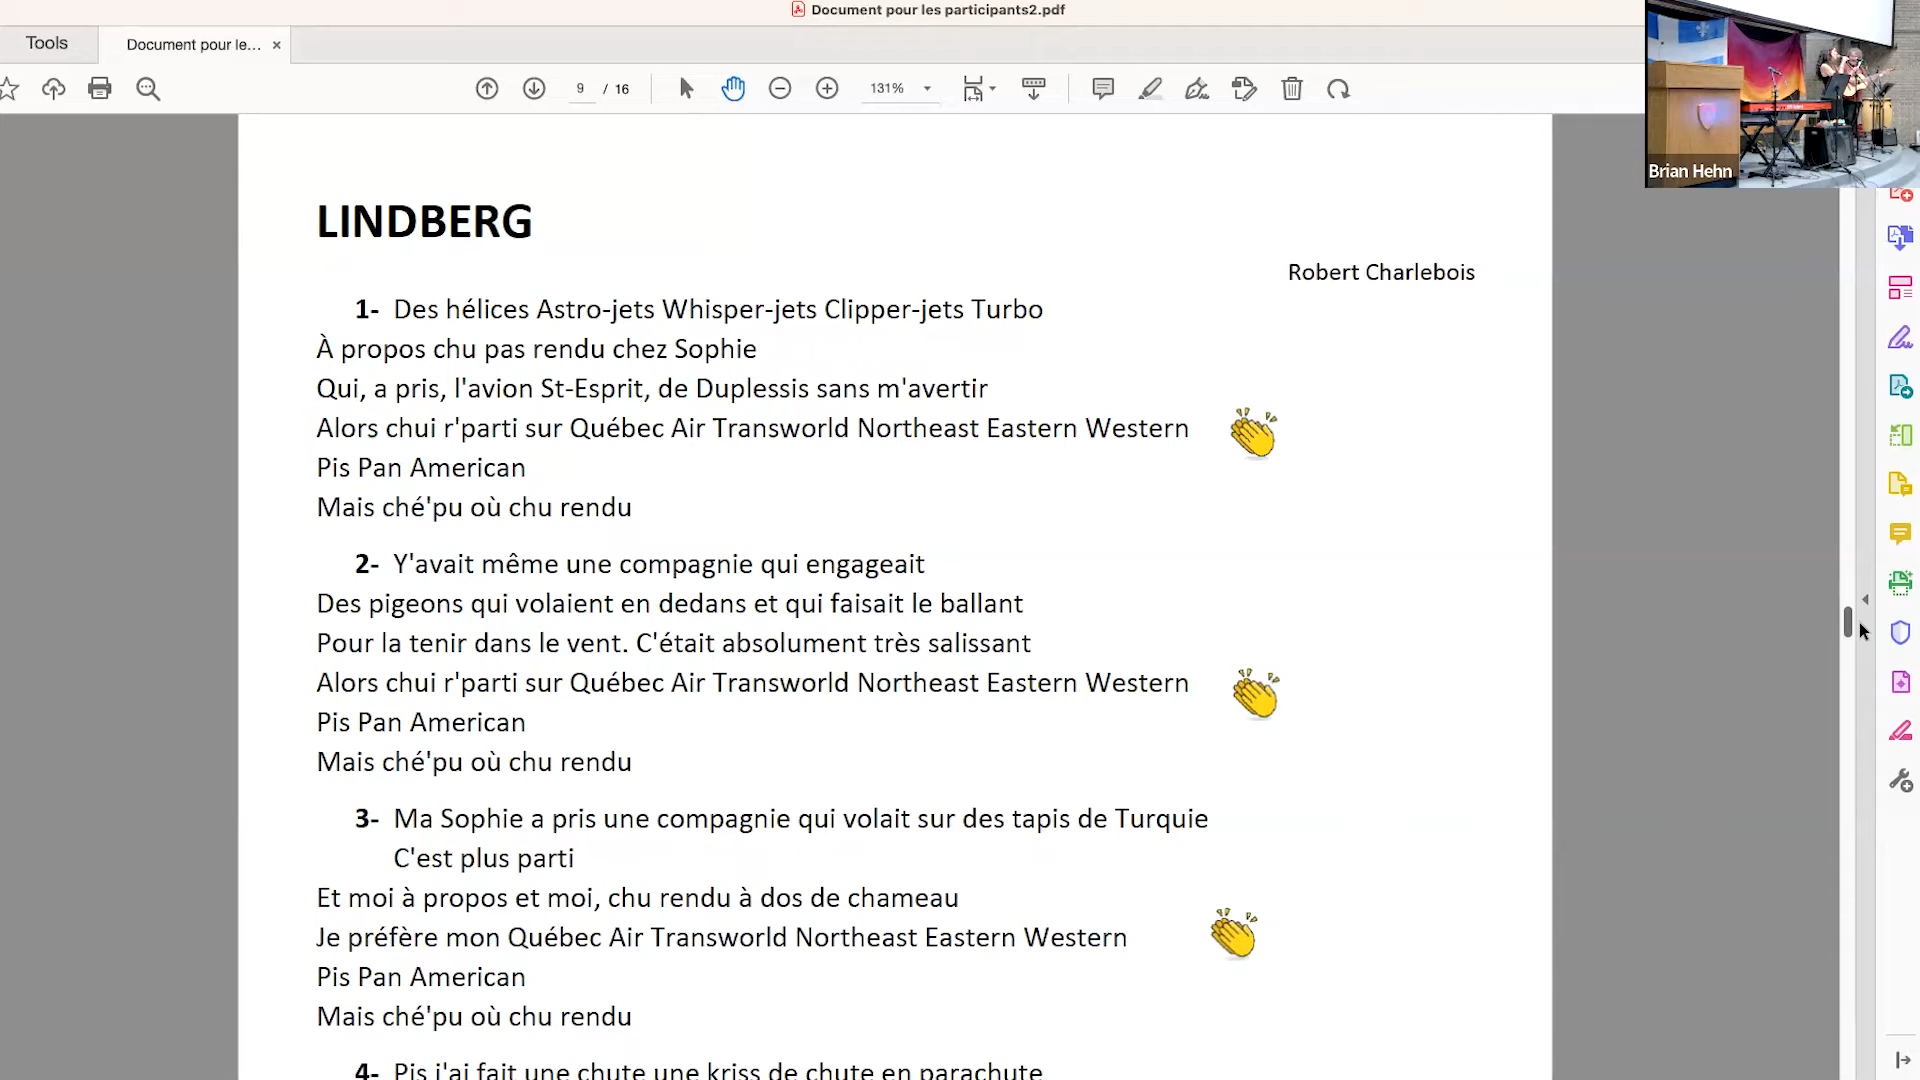 Document pour les participants2.pdf
Tools
Document pour le... ×
9 / 16
131%
Brian Hehn
LINDBERG
Robert Charlebois
1- Des hélices Astro-jets Whisper-jets Clipper-jets Turbo
À propos chu pas rendu chez Sophie
Qui, a pris, l'avion St-Esprit, de Duplessis sans m'avertir
Alors chui r'parti sur Québec Air Transworld Northeast Eastern Western
Pis Pan American
Mais ché'pu où chu rendu
2- Y'avait même une compagnie qui engageait
Des pigeons qui volaient en dedans et qui faisait le ballant
Pour la tenir dans le vent. C'était absolument très salissant
Alors chui r'parti sur Québec Air Transworld Northeast Eastern Western
Pis Pan American
Mais ché'pu où chu rendu
3- Ma Sophie a pris une compagnie qui volait sur des tapis de Turquie
C'est plus parti
Et moi à propos et moi, chu rendu à dos de chameau
Je préfère mon Québec Air Transworld Northeast Eastern Western
Pis Pan American
Mais ché'pu où chu rendu
4- Pis j'ai fait une chute une kriss de chute en parachute